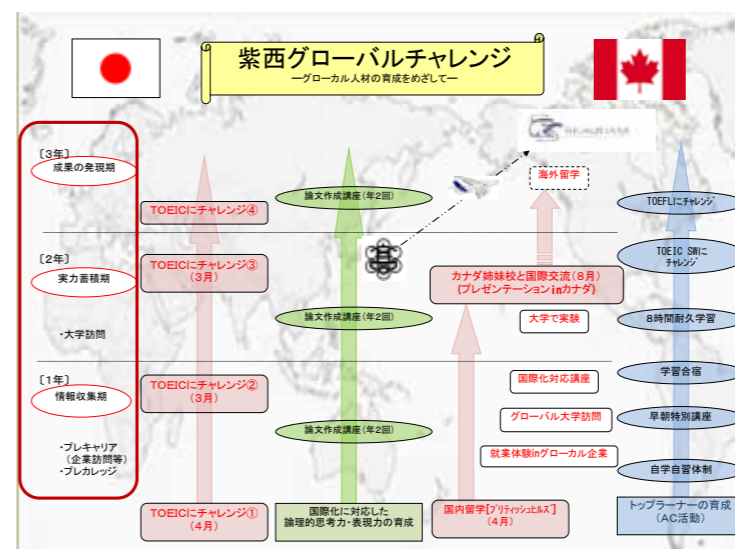 紫西グローバルチャレンジ
―グローカル人材の育成をめざして―
〔3年〕
成果の発現期
〔2年〕
実力蓄積期
・大学訪問
〔1年〕
情報収集期
・プレキャリア
(企業訪問等)
・プレカレッジ
TOEICにチャレンジ④
TOEICにチャレンジ③
(3月)
TOEICにチャレンジ②
(3月)
TOEICにチャレンジ①
(4月)
論文作成講座(年2回)
論文作成講座(年2回)
論文作成講座(年2回)
国際化に対応した
論理的思考力・表現力の育成
海外留学
カナダ姉妹校と国際交流(8月)
(プレゼンテーションinカナダ)
大学で実験
国際化対応講座
グローバル大学訪問
就業体験inグローカル企業
国内留学[ブリティッシュヒルズ]
(4月)
TOEFLにチャレンジ
TOEIC SWに
チャレンジ
8時間耐久学習
学習合宿
早朝特別講座
自学自習体制
トップラーナーの育成
(AC活動)